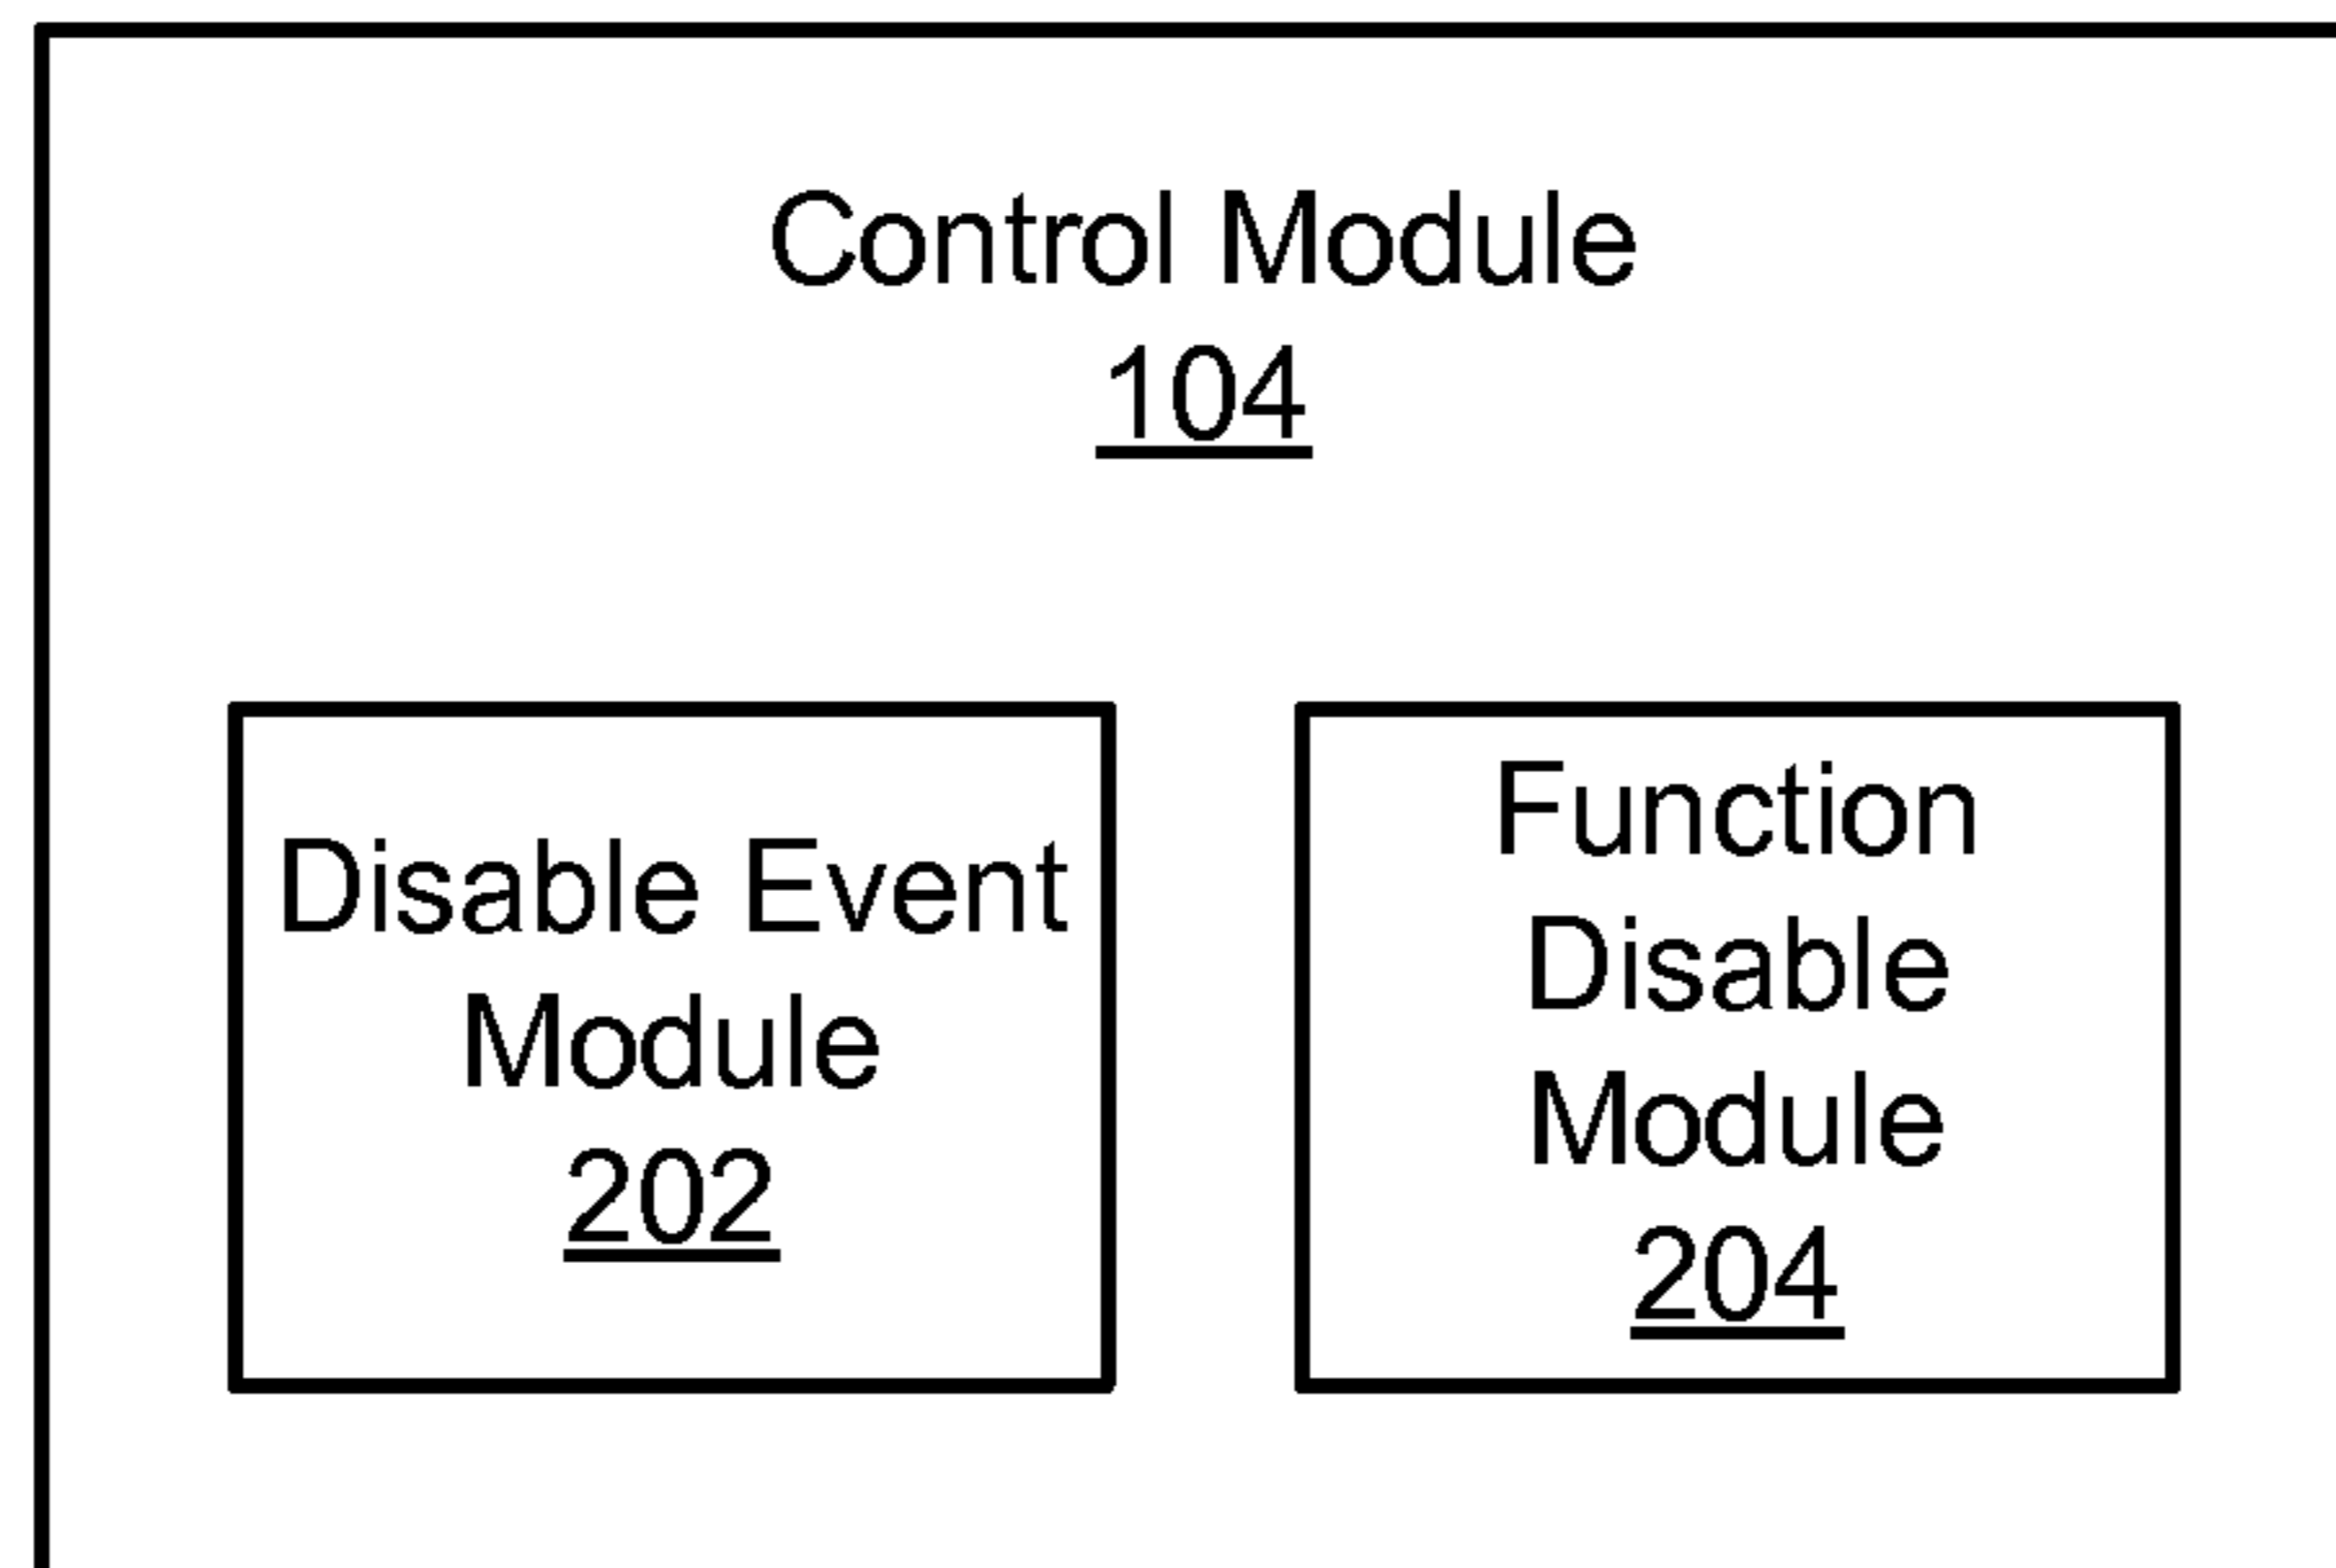 Control Module
104
Disable Event
Module
202
Function
Disable
Module
204